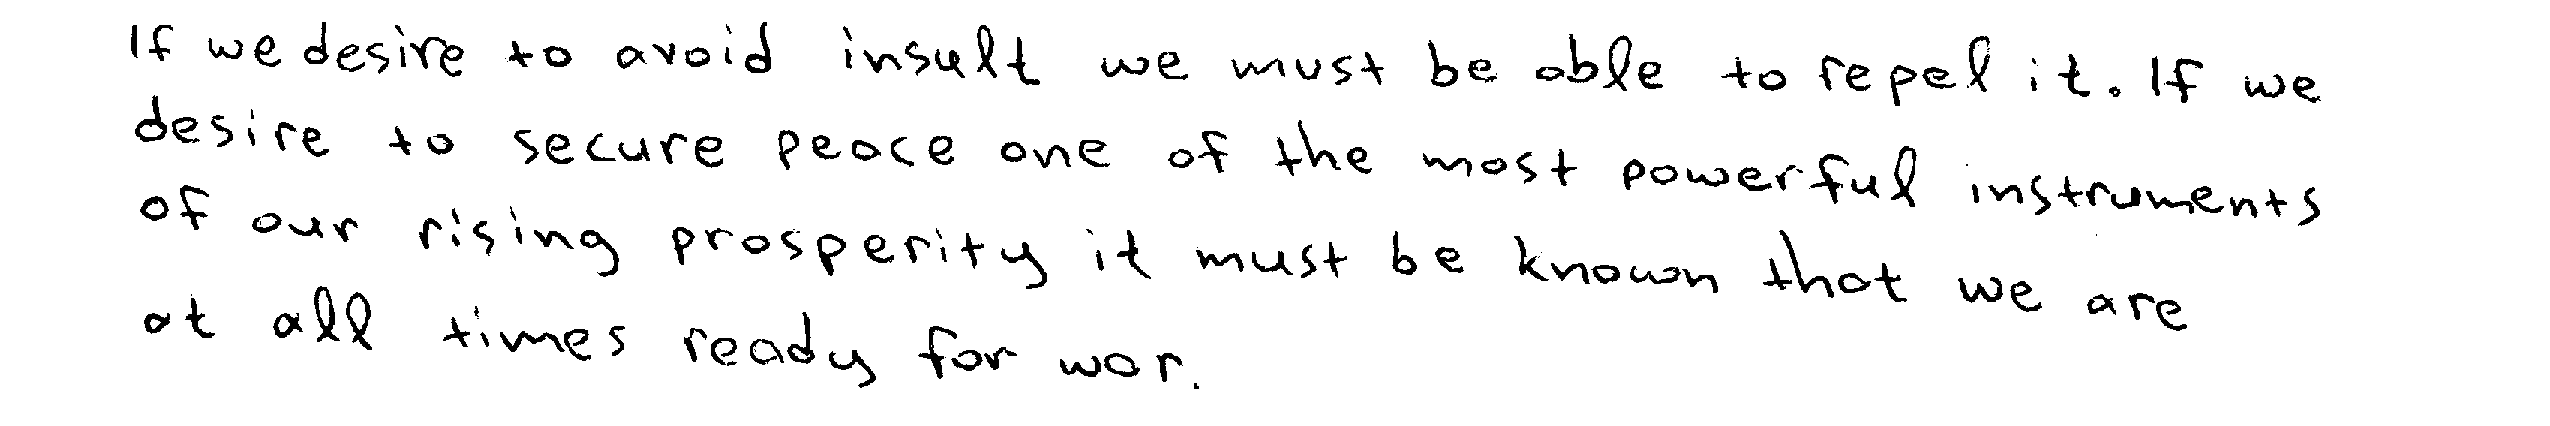 If we desire to avoid insult we must be able to repel it. If we
desire to secure peace one of the most powerful instruments
of our rising prosperity it must be known that we are
at all times ready for war.